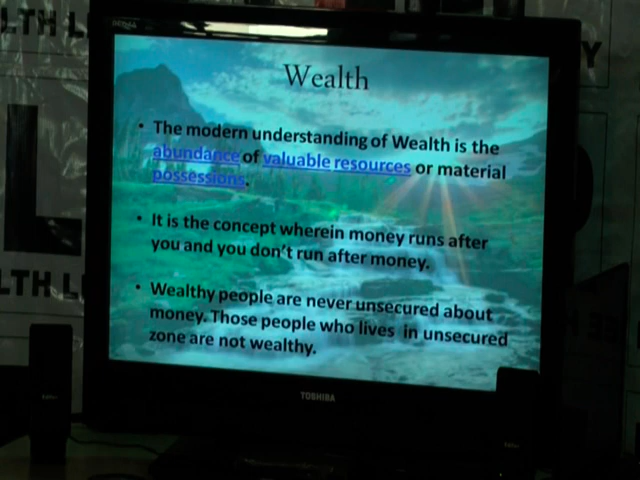 Wealth
• The modern understanding of Wealth is the
abundance of valuable resources or material
possessions.
• It is the concept wherein money runs after
you and you don't run after money.
• Wealthy people are never unsecured about
money. Those people who lives in unsecured
zone are not wealthy.
TOSHIBA